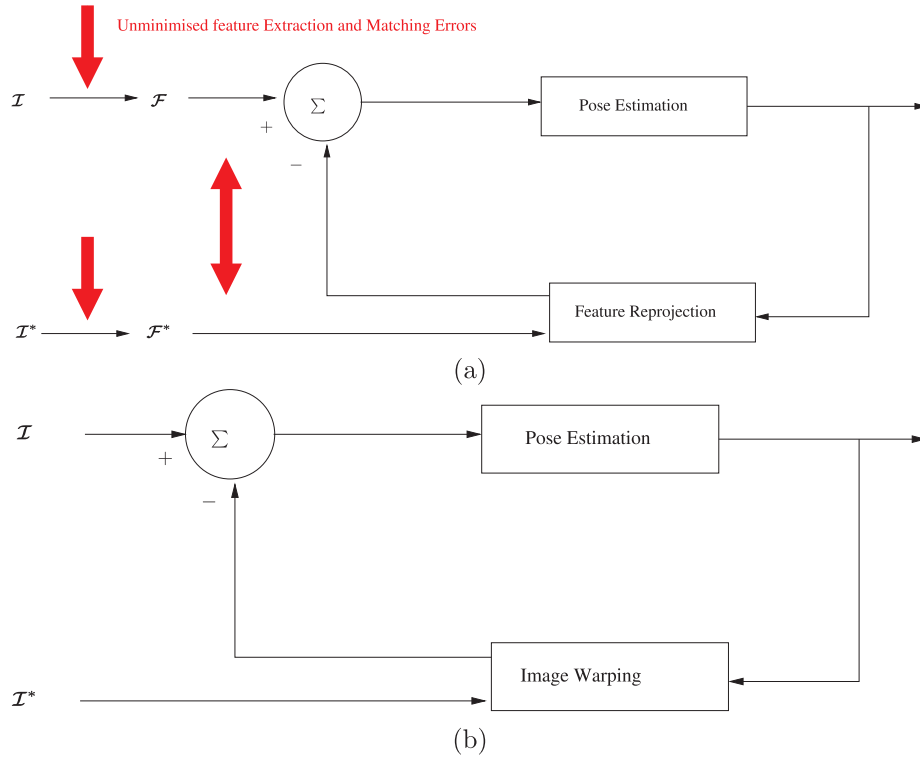 Unminimised feature Extraction and Matching Errors
I F Σ Pose Estimation
+
−
I* F* Feature Reprojection
(a)
I Σ Pose Estimation
+
−
Image Warping
I*
(b)